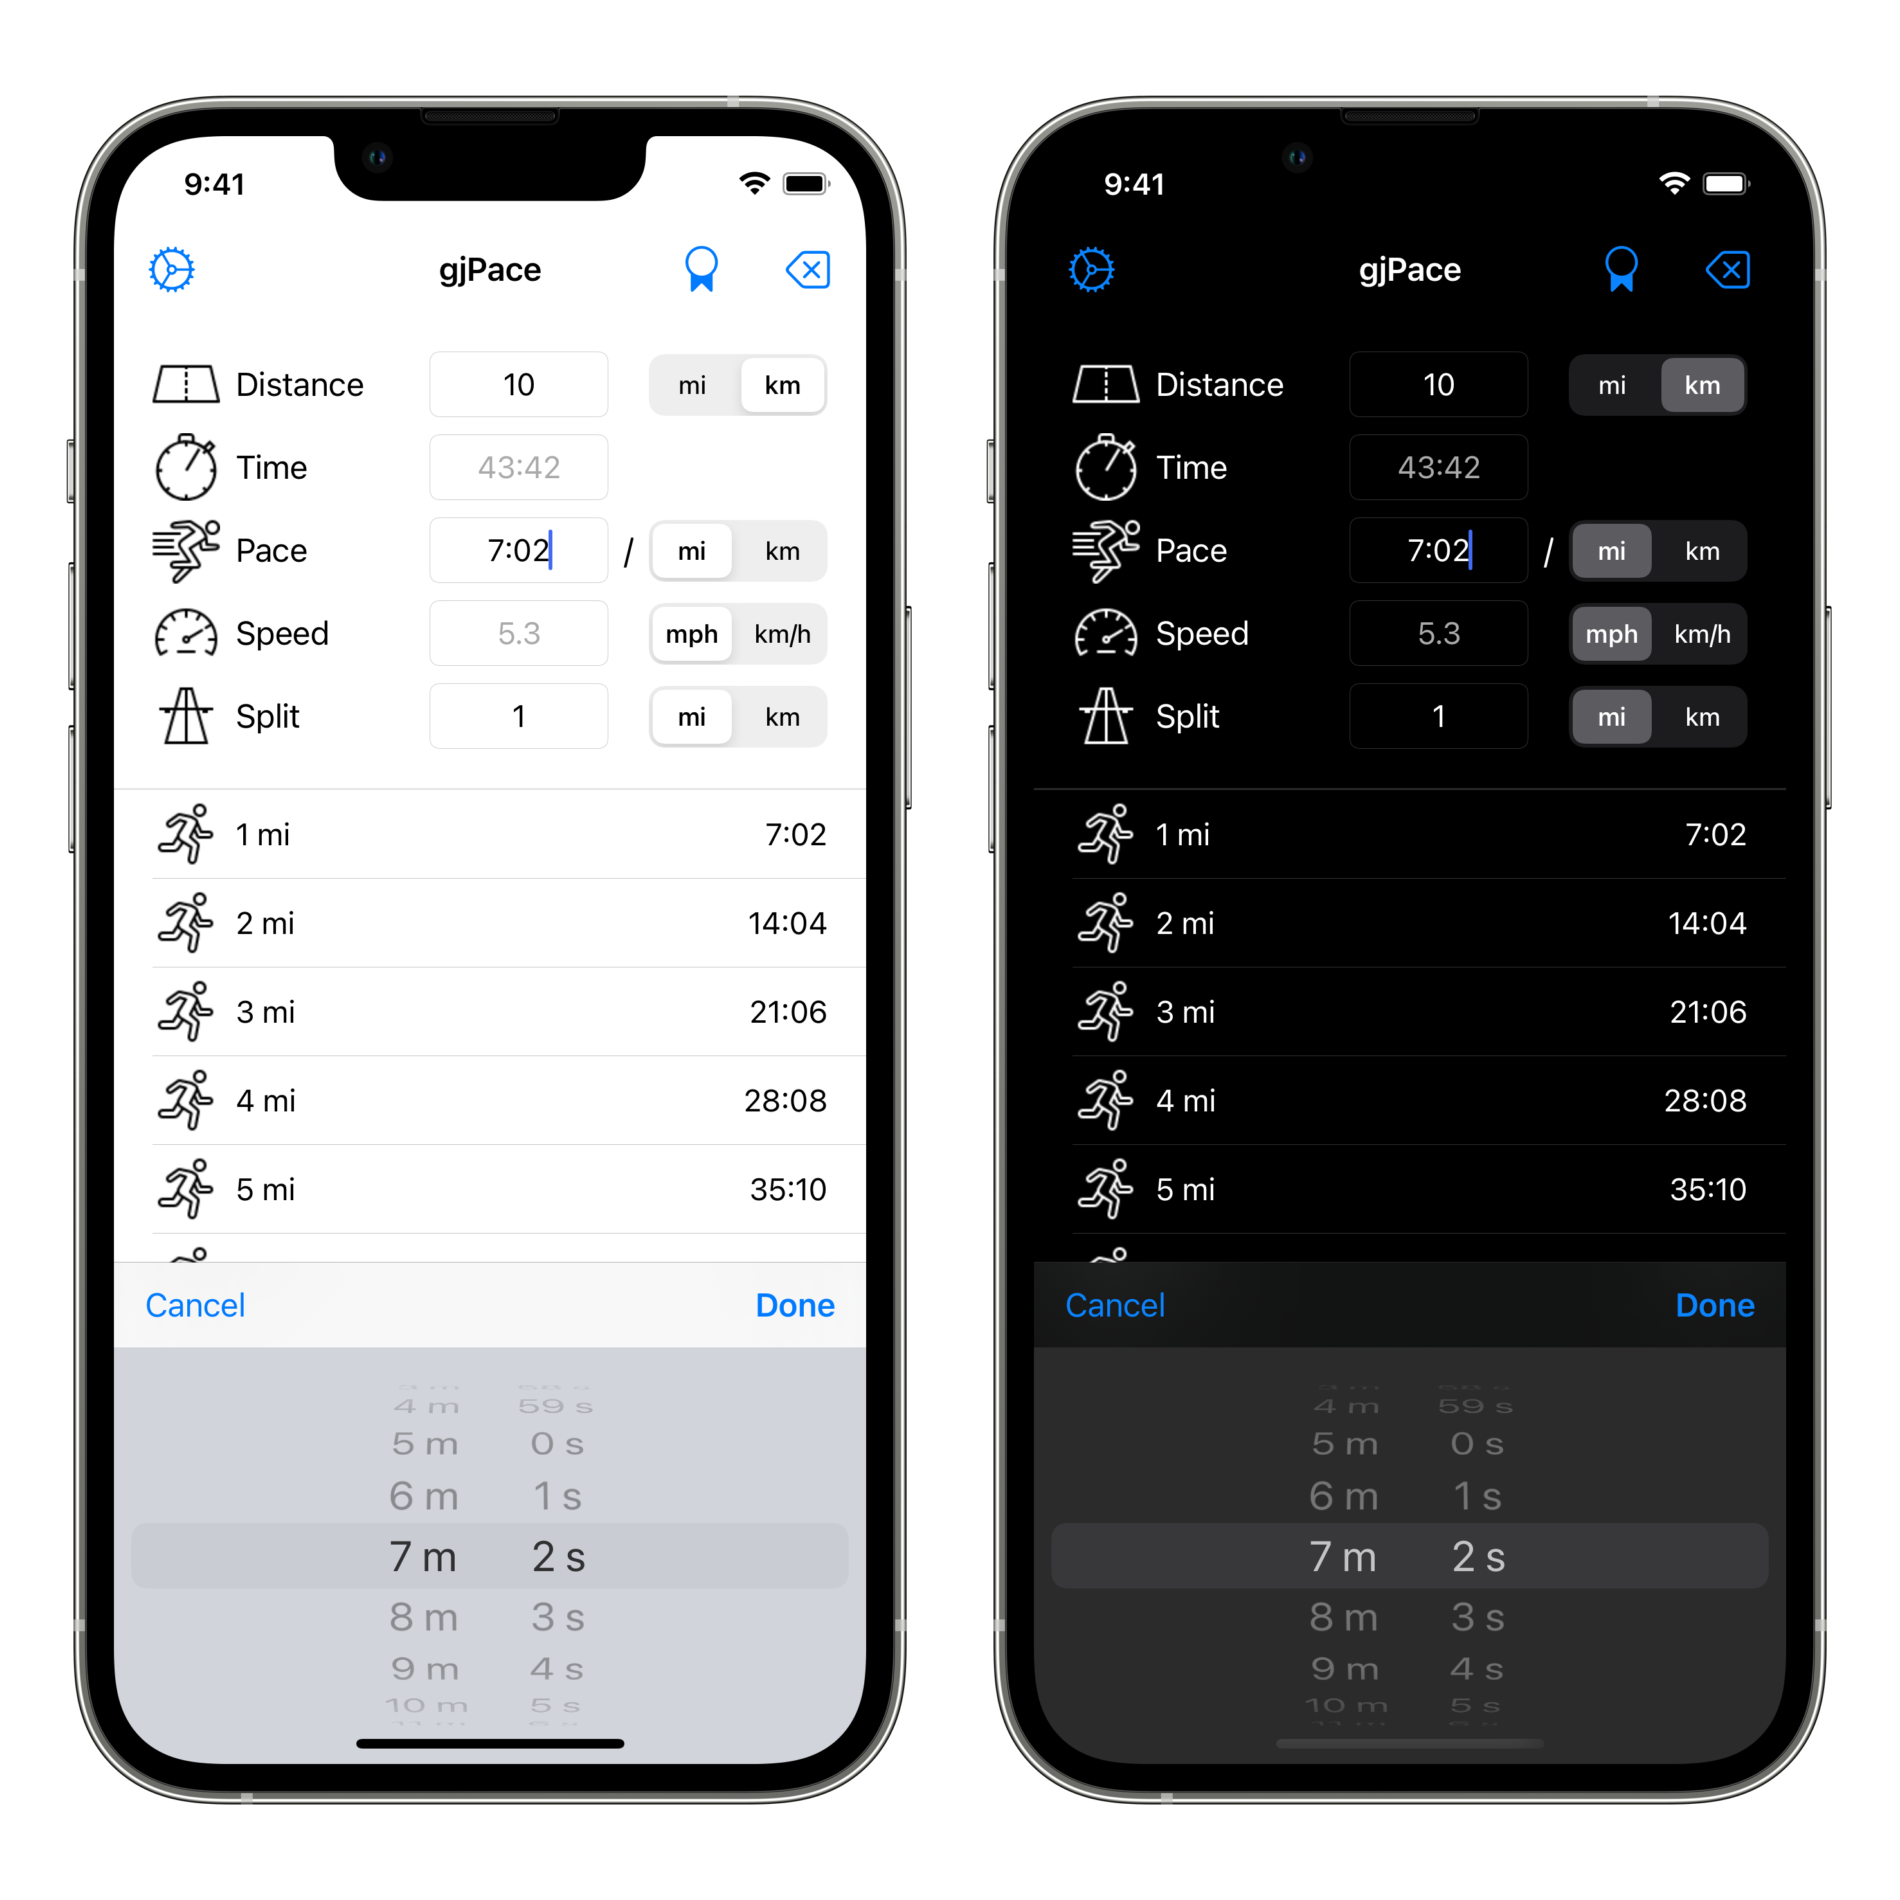 9:41
gjPace
Distance 10 mi km
Time 43:42
Pace 7:02 / mi km
Speed 5.3 mph km/h
Split 1 mi km
1 mi 7:02
2 mi 14:04
3 mi 21:06
4 mi 28:08
5 mi 35:10
Cancel Done
4 m 59 s
5 m 0 s
6 m 1 s
7 m 2 s
8 m 3 s
9 m 4 s
10 m 5 s
9:41
gjPace
Distance 10 mi km
Time 43:42
Pace 7:02 / mi km
Speed 5.3 mph km/h
Split 1 mi km
1 mi 7:02
2 mi 14:04
3 mi 21:06
4 mi 28:08
5 mi 35:10
Cancel Done
4 m 59 s
5 m 0 s
6 m 1 s
7 m 2 s
8 m 3 s
9 m 4 s
10 m 5 s